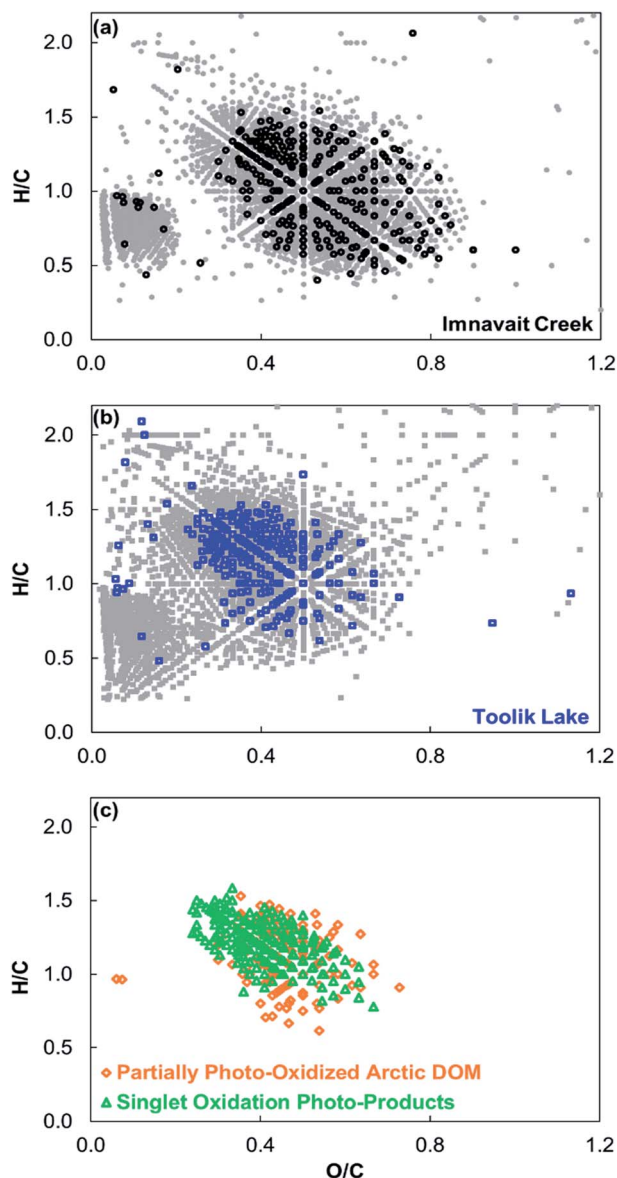 (a)
2.0
1.5
H/C
1.0
0.5
Imnavait Creek
0.0
0.0 0.4 0.8 1.2
(b)
2.0
1.5
H/C
1.0
0.5
Toolik Lake
0.0
0.0 0.4 0.8 1.2
(c)
2.0
1.5
H/C
1.0
0.5
Partially Photo-Oxidized Arctic DOM
Singlet Oxidation Photo-Products
0.0
0.0 0.4 0.8 1.2
O/C